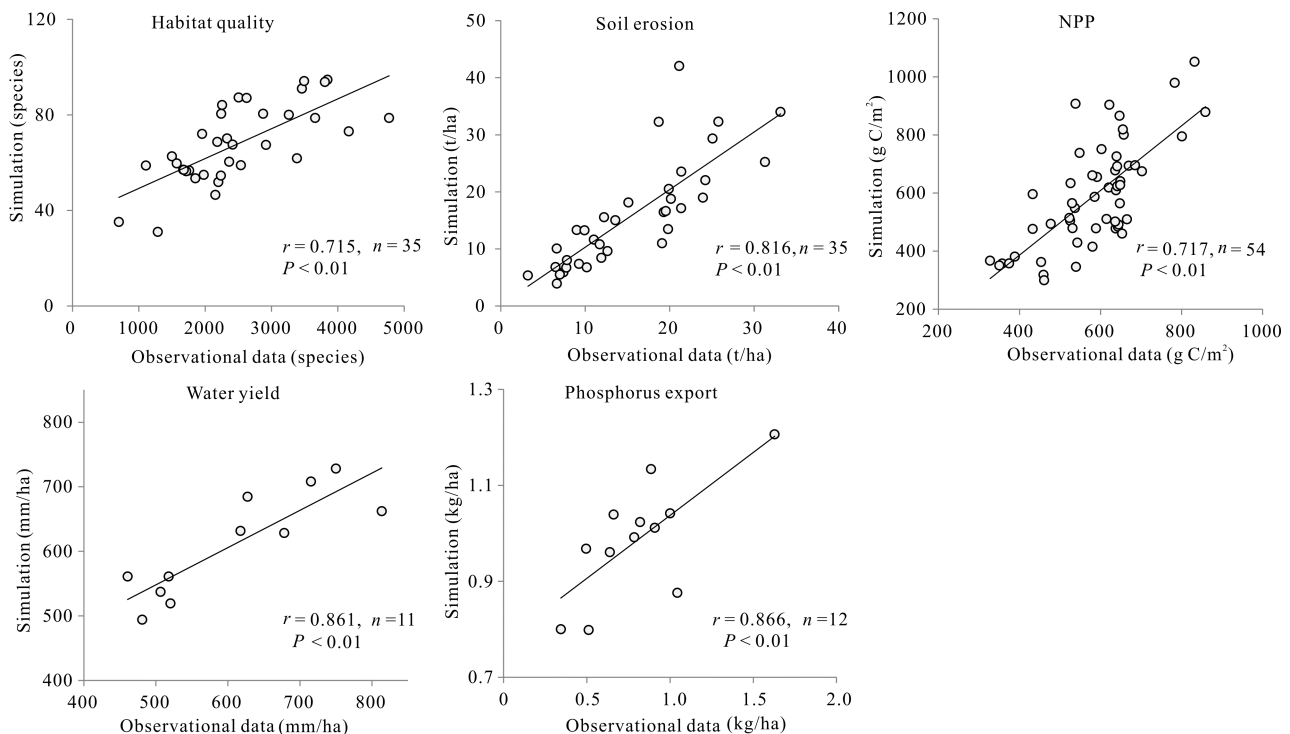 Habitat quality
Simulation (species)
120
80
40
0
0 1000 2000 3000 4000 5000
r = 0.715, n = 35
P < 0.01
Observational data (species)
Soil erosion
Simulation (t/ha)
50
40
30
20
10
0
0 10 20 30 40
r = 0.816, n = 35
P < 0.01
Observational data (t/ha)
NPP
Simulation (g C/m²)
1200
1000
800
600
400
200
200 400 600 800 1000
r = 0.717, n = 54
P < 0.01
Observational data (g C/m²)
Water yield
Simulation (mm/ha)
800
700
600
500
400
400 500 600 700 800
r = 0.861, n =11
P < 0.01
Observational data (mm/ha)
Phosphorus export
Simulation (kg/ha)
1.3
1.1
0.9
0.7
0 0.5 1.0 1.5 2.0
r = 0.866, n =12
P < 0.01
Observational data (kg/ha)